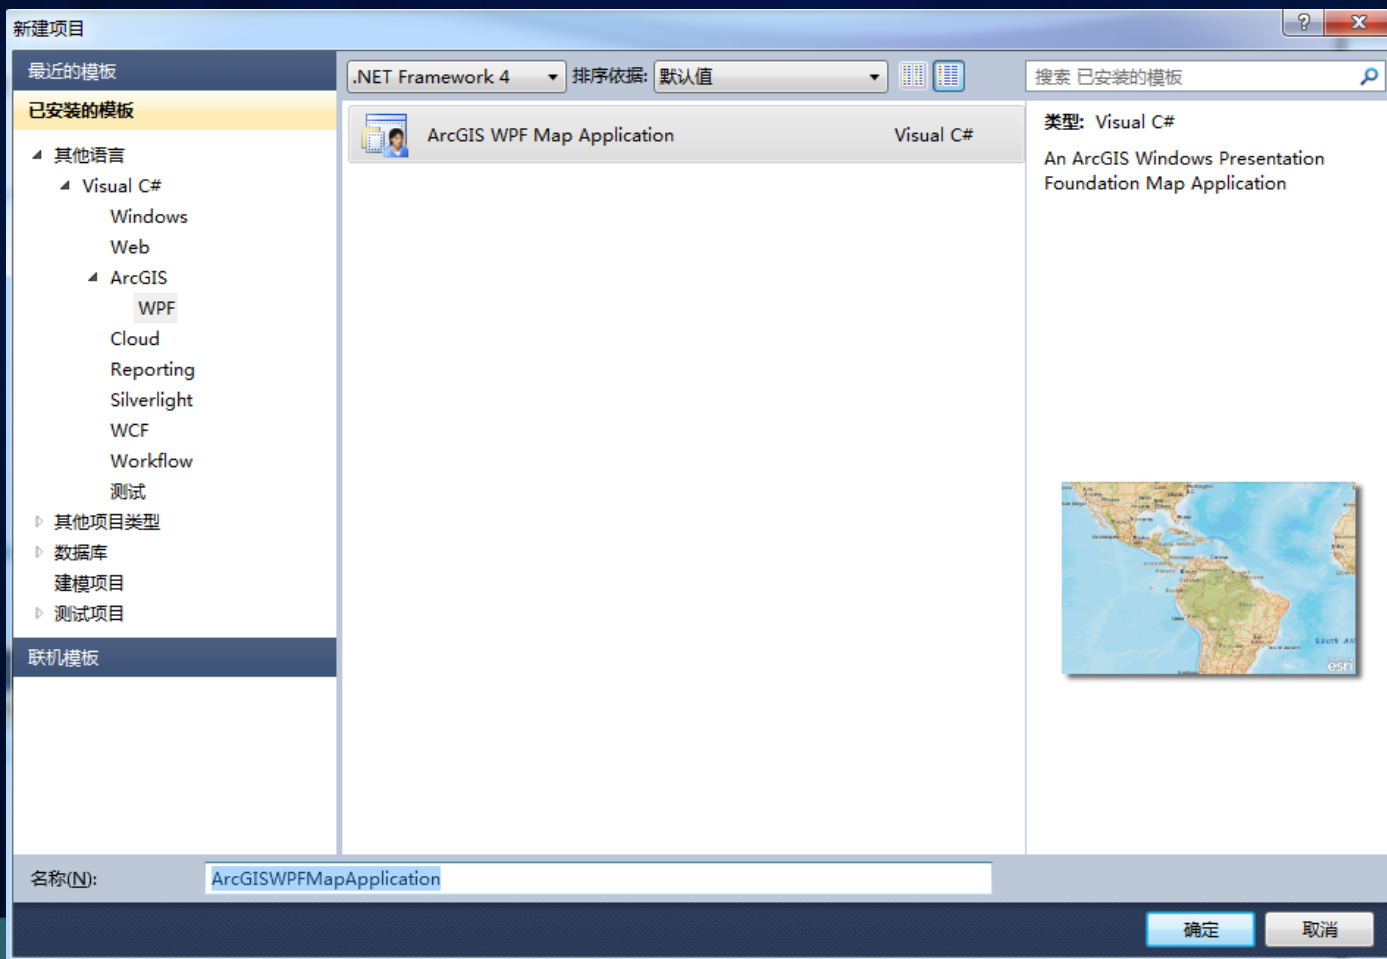 新建项目
最近的模板
.NET Framework 4
排序依据:
默认值
搜索 已安装的模板
已安装的模板
其他语言
Visual C#
Windows
Web
ArcGIS
WPF
Cloud
Reporting
Silverlight
WCF
Workflow
测试
其他项目类型
数据库
建模项目
测试项目
联机模板
ArcGIS WPF Map Application
Visual C#
类型: Visual C#
An ArcGIS Windows Presentation
Foundation Map Application
esri
名称(N):
ArcGISWPFMapApplication
确定
取消